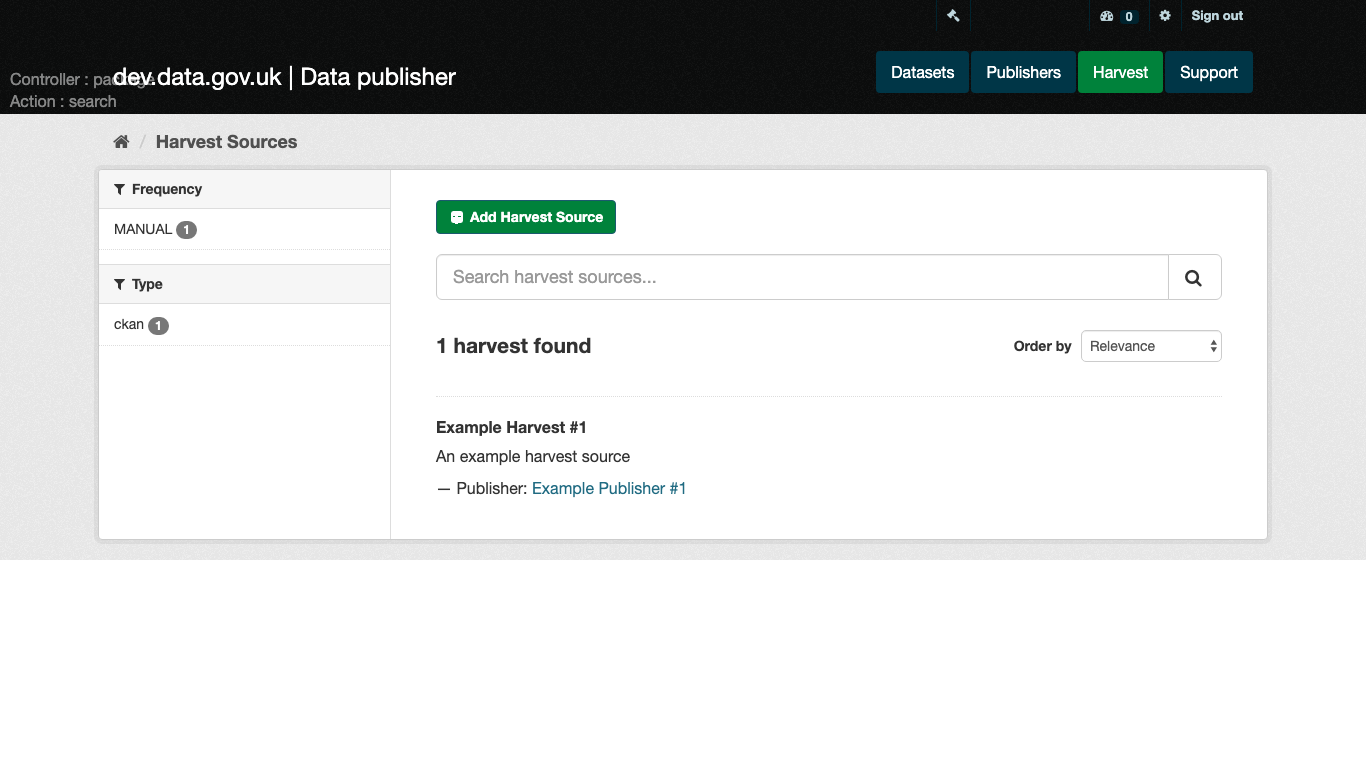 0 Sign out
Controller : package
dev.data.gov.uk | Data publisher
Action : search
Datasets Publishers Harvest Support
/ Harvest Sources
Frequency
MANUAL 1
Type
ckan 1
Add Harvest Source
Search harvest sources...
1 harvest found
Order by Relevance
Example Harvest #1
An example harvest source
— Publisher: Example Publisher #1